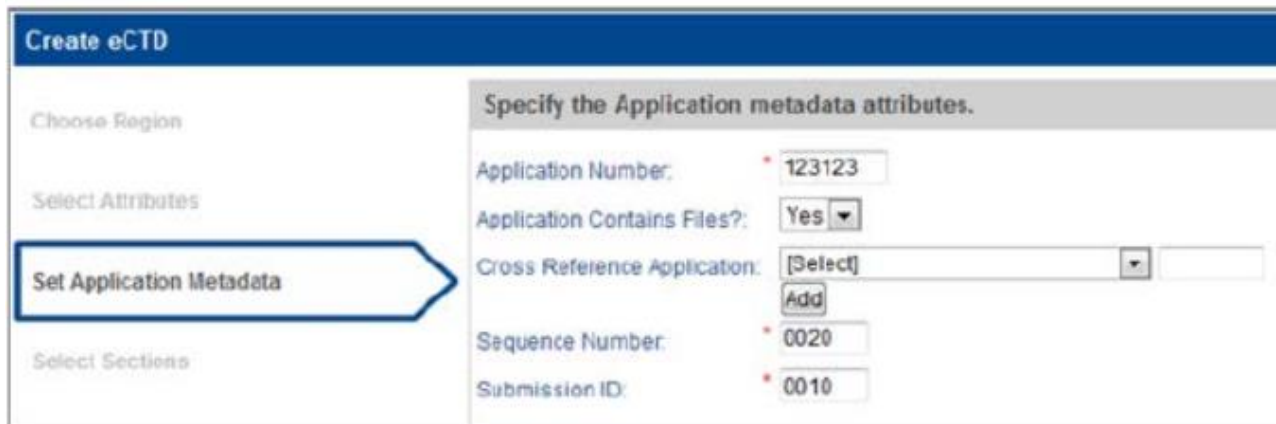 Create eCTD
Choose Region
Select Attributes
Set Application Metadata
Select Sections
Specify the Application metadata attributes.
Application Number: * 123123
Application Contains Files?: Yes
Cross Reference Application: [Select]
Add
Sequence Number: * 0020
Submission ID: * 0010